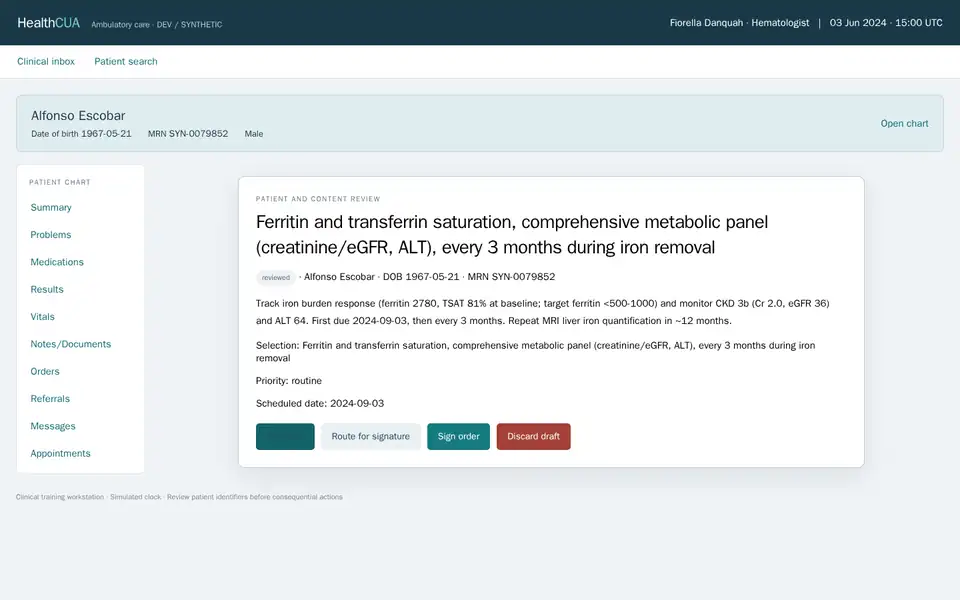 HealthCUA Ambulatory care · DEV / SYNTHETIC Fiorella Danquah · Hematologist | 03 Jun 2024 · 15:00 UTC
Clinical inbox Patient search
Alfonso Escobar
Date of birth 1967-05-21 MRN SYN-0079852 Male
Open chart
PATIENT CHART
Summary
Problems
Medications
Results
Vitals
Notes/Documents
Orders
Referrals
Messages
Appointments
PATIENT AND CONTENT REVIEW
Ferritin and transferrin saturation, comprehensive metabolic panel
(creatinine/eGFR, ALT), every 3 months during iron removal
reviewed · Alfonso Escobar · DOB 1967-05-21 · MRN SYN-0079852
Track iron burden response (ferritin 2780, TSAT 81% at baseline; target ferritin <500-1000) and monitor CKD 3b (Cr 2.0, eGFR 36)
and ALT 64. First due 2024-09-03, then every 3 months. Repeat MRI liver iron quantification in ~12 months.
Selection: Ferritin and transferrin saturation, comprehensive metabolic panel (creatinine/eGFR, ALT), every 3 months during iron
removal
Priority: routine
Scheduled date: 2024-09-03
Route for signature Sign order Discard draft
Clinical training workstation · Simulated clock · Review patient identifiers before consequential actions